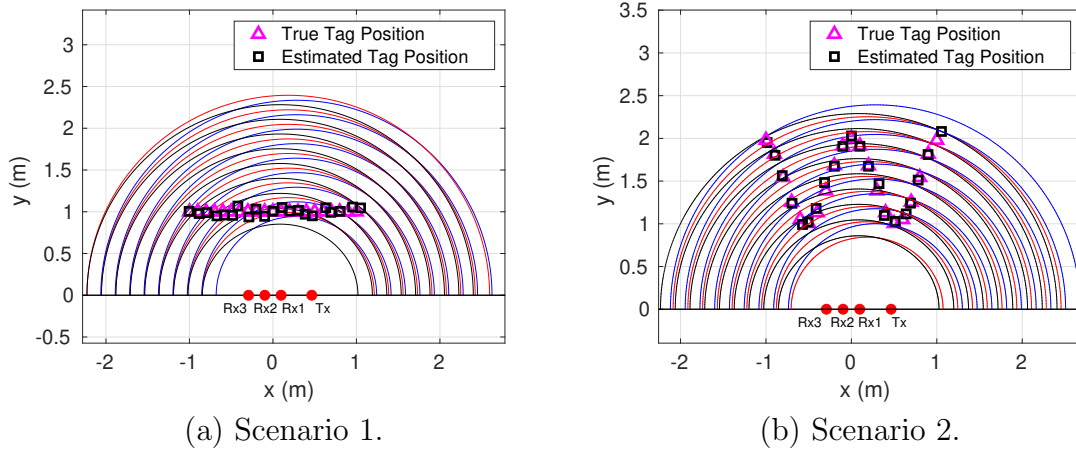 True Tag Position
Estimated Tag Position
y (m)
3
2.5
2
1.5
1
0.5
0
-0.5
Rx3 Rx2 Rx1 Tx
-2 -1 0 1 2
x (m)
(a) Scenario 1.
3.5
True Tag Position
Estimated Tag Position
y (m)
3
2.5
2
1.5
1
0.5
0
Rx3 Rx2 Rx1 Tx
-2 -1 0 1 2
x (m)
(b) Scenario 2.